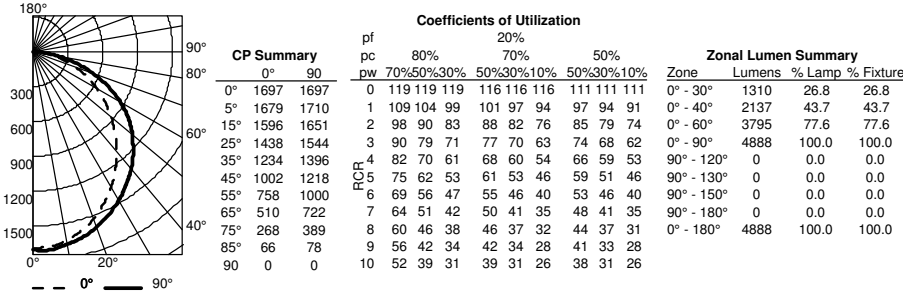 180°
90°
80°
60°
40°
20°
0°
300
600
900
1200
1500
0° 90°
CP Summary
0° 90
0° 1697 1697
5° 1679 1710
15° 1596 1651
25° 1438 1544
35° 1234 1396
45° 1002 1218
55° 758 1000
65° 510 722
75° 268 389
85° 66 78
90 0 0
Coefficients of Utilization
pf 20%
pc 80% 70% 50%
pw 70%50%30% 50%30%10% 50%30%10%
RCR
0 119 119 119 116 116 116 111 111 111
1 109 104 99 101 97 94 97 94 91
2 98 90 83 88 82 76 85 79 74
3 90 79 71 77 70 63 74 68 62
4 82 70 61 68 60 54 66 59 53
5 75 62 53 61 53 46 59 51 46
6 69 56 47 55 46 40 53 46 40
7 64 51 42 50 41 35 48 41 35
8 60 46 38 46 37 32 44 37 31
9 56 42 34 42 34 28 41 33 28
10 52 39 31 39 31 26 38 31 26
Zonal Lumen Summary
Zone Lumens % Lamp % Fixture
0° - 30° 1310 26.8 26.8
0° - 40° 2137 43.7 43.7
0° - 60° 3795 77.6 77.6
0° - 90° 4888 100.0 100.0
90° - 120° 0 0.0 0.0
90° - 130° 0 0.0 0.0
90° - 150° 0 0.0 0.0
90° - 180° 0 0.0 0.0
0° - 180° 4888 100.0 100.0